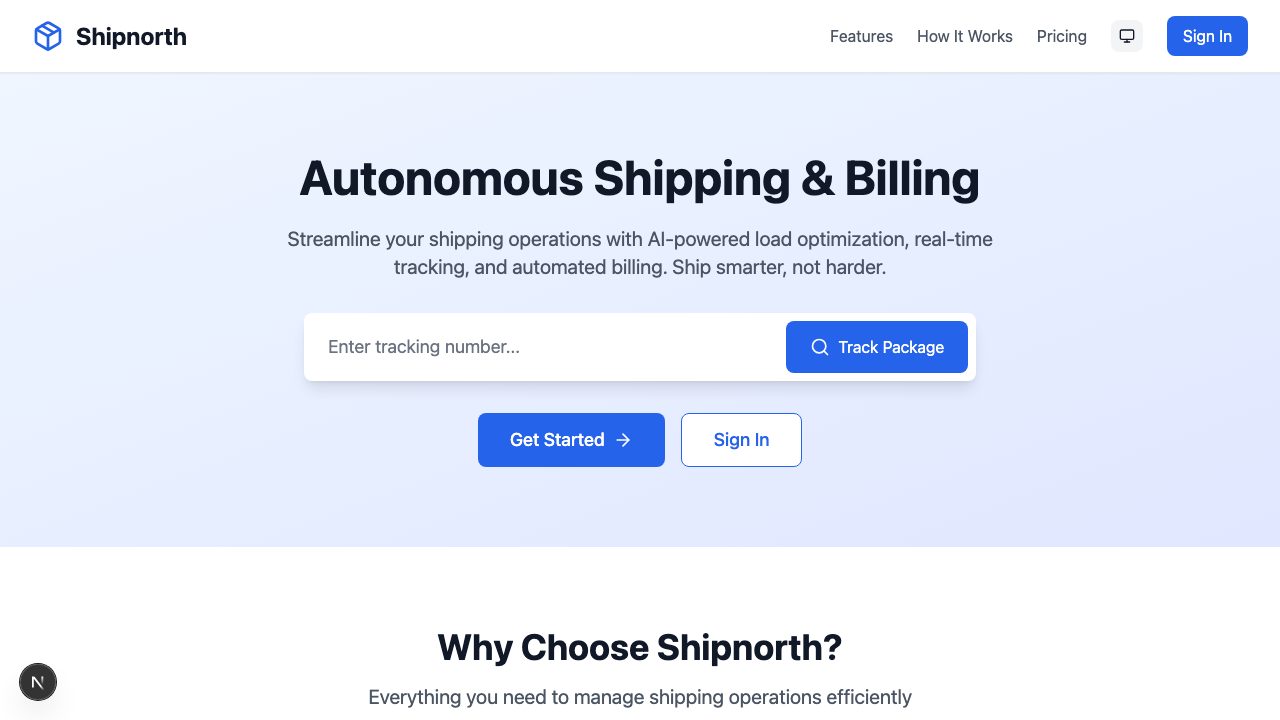 Shipnorth
Features
How It Works
Pricing
Sign In
Autonomous Shipping & Billing
Streamline your shipping operations with AI-powered load optimization, real-time
tracking, and automated billing. Ship smarter, not harder.
Enter tracking number...
Track Package
Get Started
Sign In
Why Choose Shipnorth?
Everything you need to manage shipping operations efficiently
N